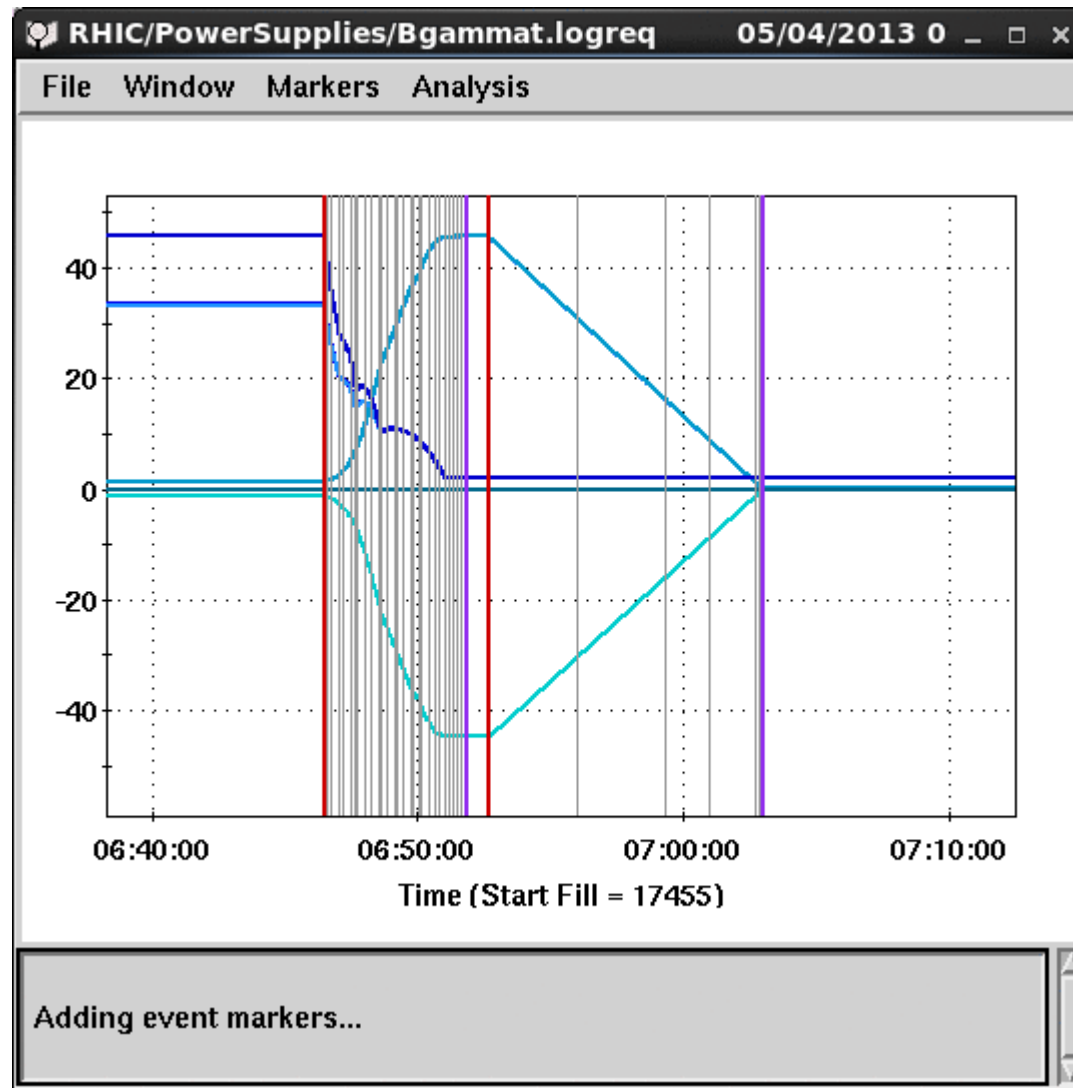 RHIC/PowerSupplies/Bgammat.logreq 05/04/2013 0
File Window Markers Analysis
40
20
0
-20
-40
06:40:00 06:50:00 07:00:00 07:10:00
Time (Start Fill = 17455)
Adding event markers...